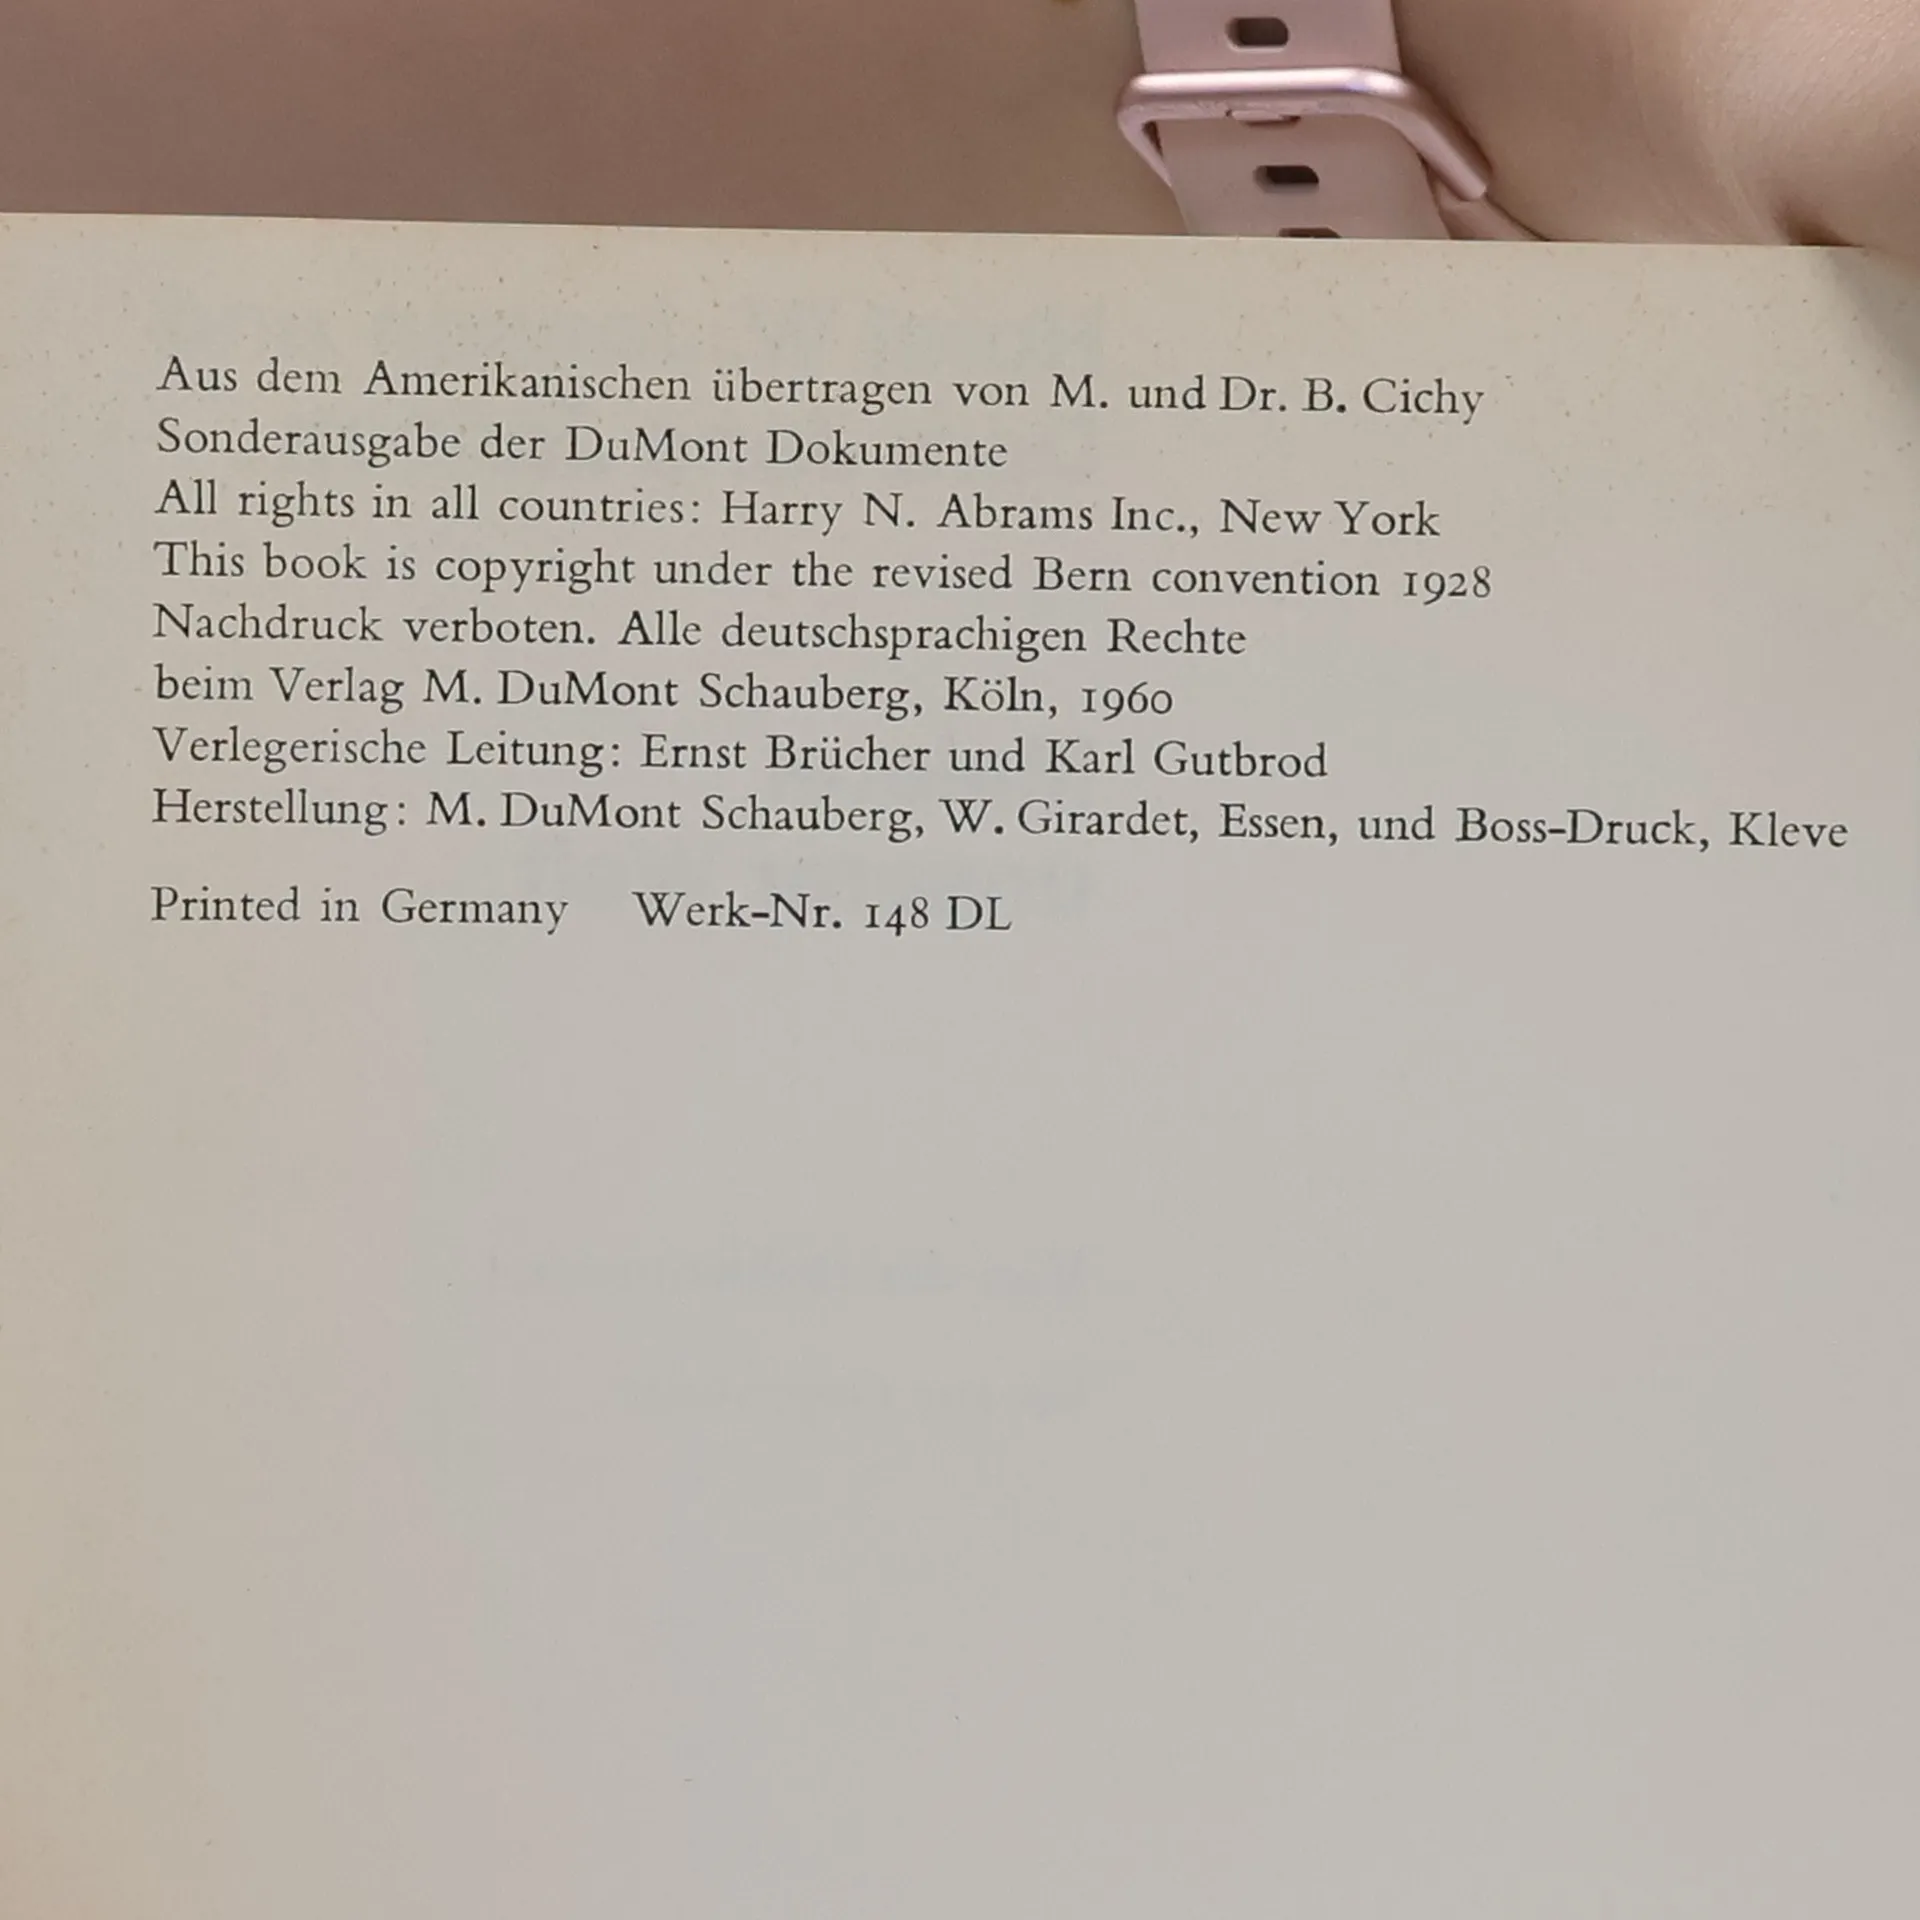 Aus dem Amerikanischen übertragen von M. und Dr. B. Cichy
Sonderausgabe der DuMont Dokumente
All rights in all countries: Harry N. Abrams Inc., New York
This book is copyright under the revised Bern convention 1928
Nachdruck verboten. Alle deutschsprachigen Rechte
beim Verlag M. DuMont Schauberg, Köln, 1960
Verlegerische Leitung: Ernst Brücher und Karl Gutbrod
Herstellung: M. DuMont Schauberg, W. Girardet, Essen, und Boss-Druck, Kleve
Printed in Germany Werk-Nr. 148 DL